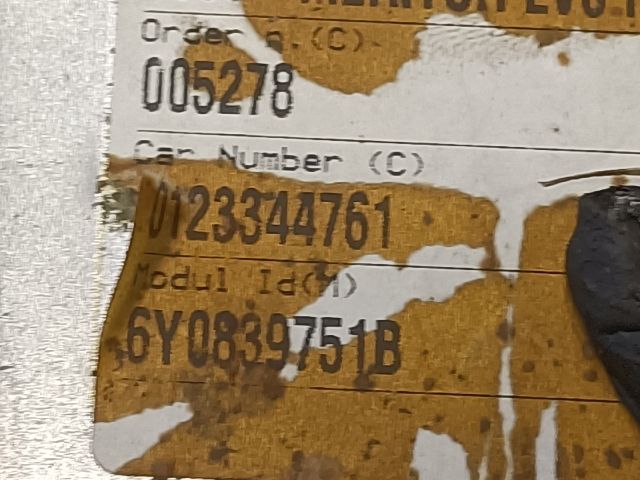 Order n.(C)
005278
Car Number (C)
0123344761
Modul Id(M)
6Y0839751B